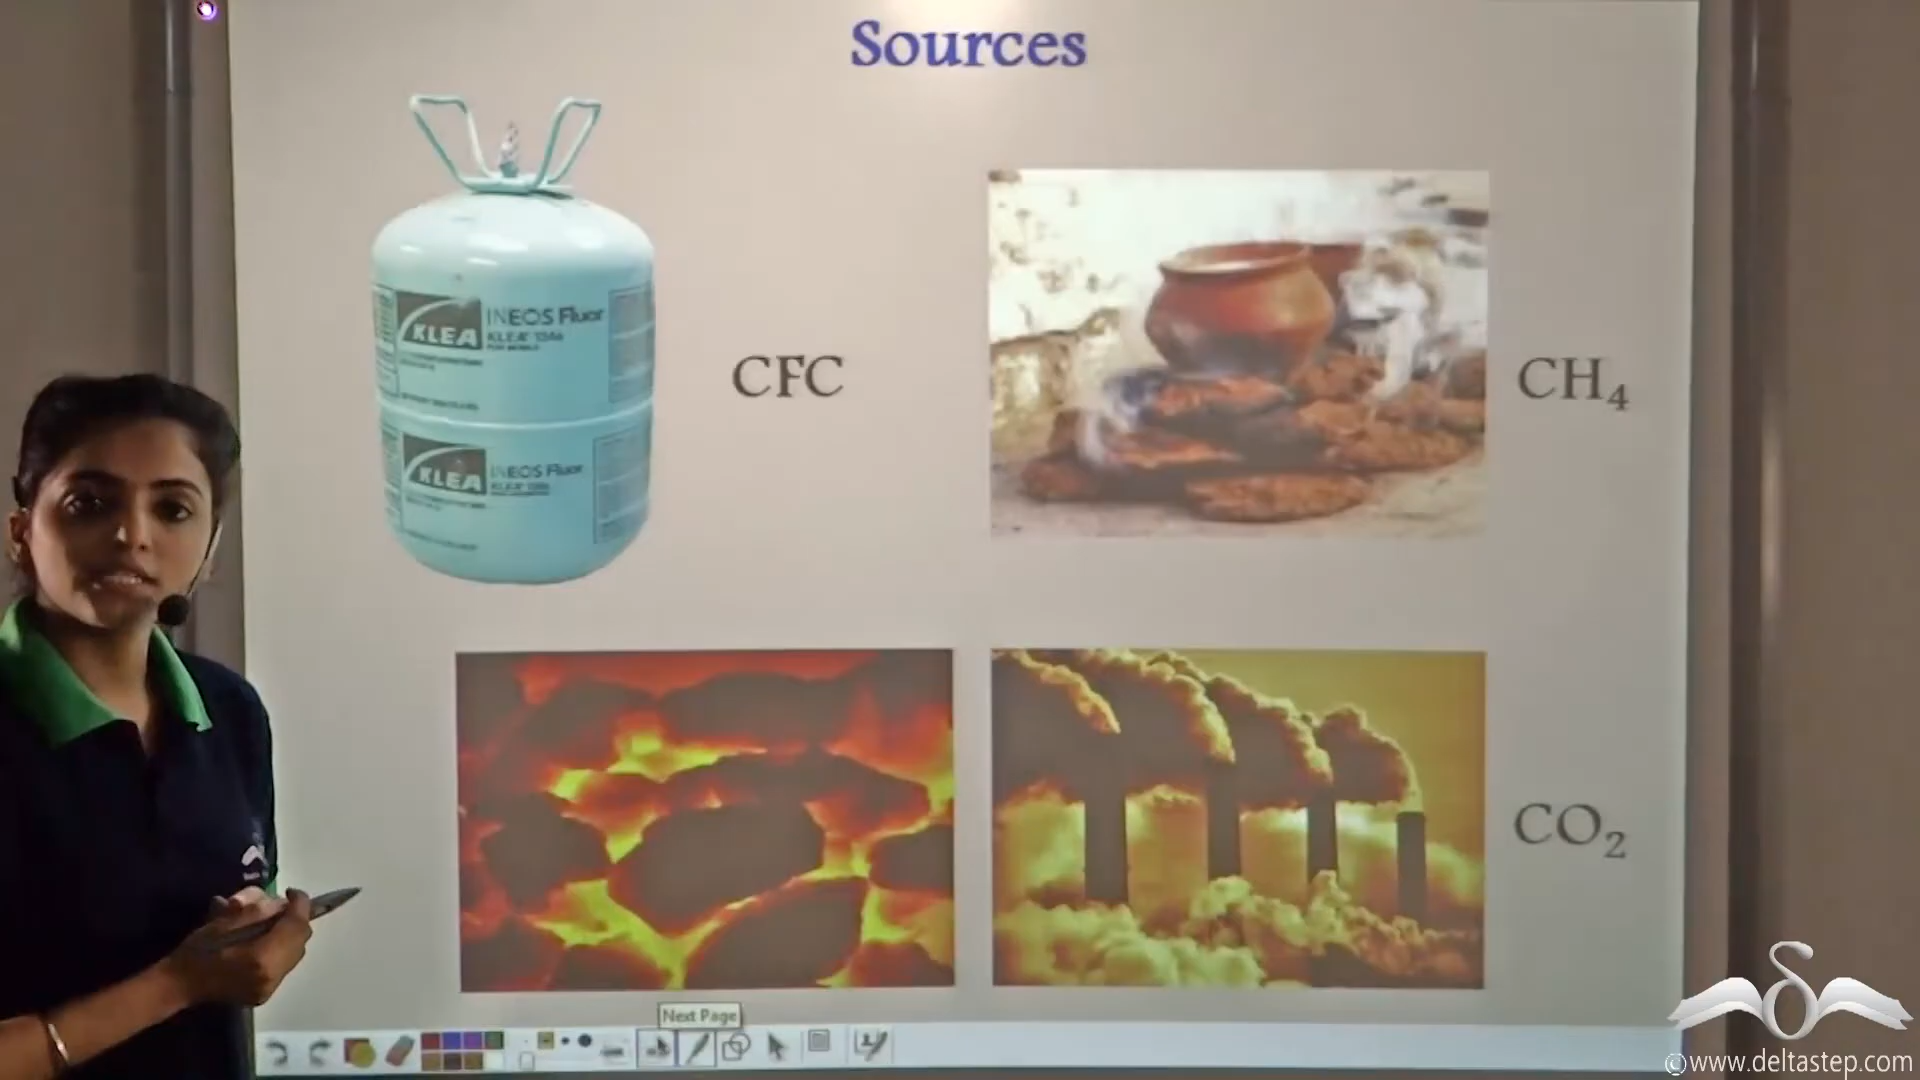 Sources
KLEA
INEOS Fluor
KLEA
INEOS Fluor
CFC
CH₄
CO₂
Next Page
©www.deltastep.com